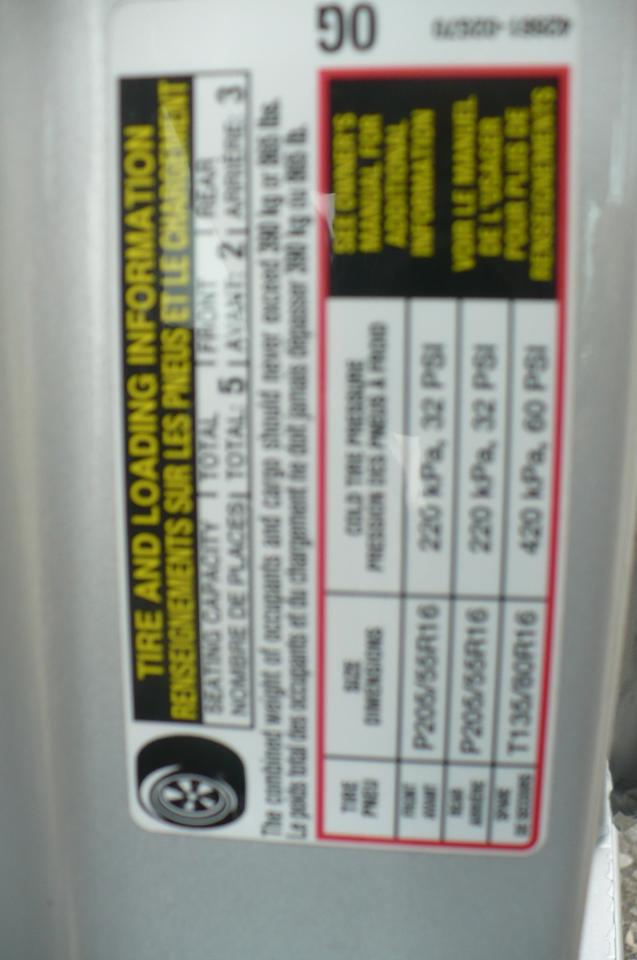 TIRE AND LOADING INFORMATION
RENSEIGNEMENTS SUR LES PNEUS ET LE CHARGEMENT
SEATING CAPACITY | TOTAL | FRONT | REAR
NOMBRE DE PLACES | TOTAL: 5 | AVANT: 2 | ARRIÈRE: 3
The combined weight of occupants and cargo should never exceed 390 kg or 865 lbs.
Le poids total des occupants et du chargement ne doit jamais dépasser 390 kg ou 865 lb.
TIRE SIZE COLD TIRE PRESSURE
PNEU DIMENSIONS PRESSION DES PNEUS À FROID
FRONT
AVANT P205/55R16 220 kPa, 32 PSI
REAR
ARRIÈRE P205/55R16 220 kPa, 32 PSI
SPARE
DE SECOURS T135/80R16 420 kPa, 60 PSI
SEE OWNER'S
MANUAL FOR
ADDITIONAL
INFORMATION
VOIR LE MANUEL
DE L'USAGER
POUR PLUS DE
RENSEIGNEMENTS
OG